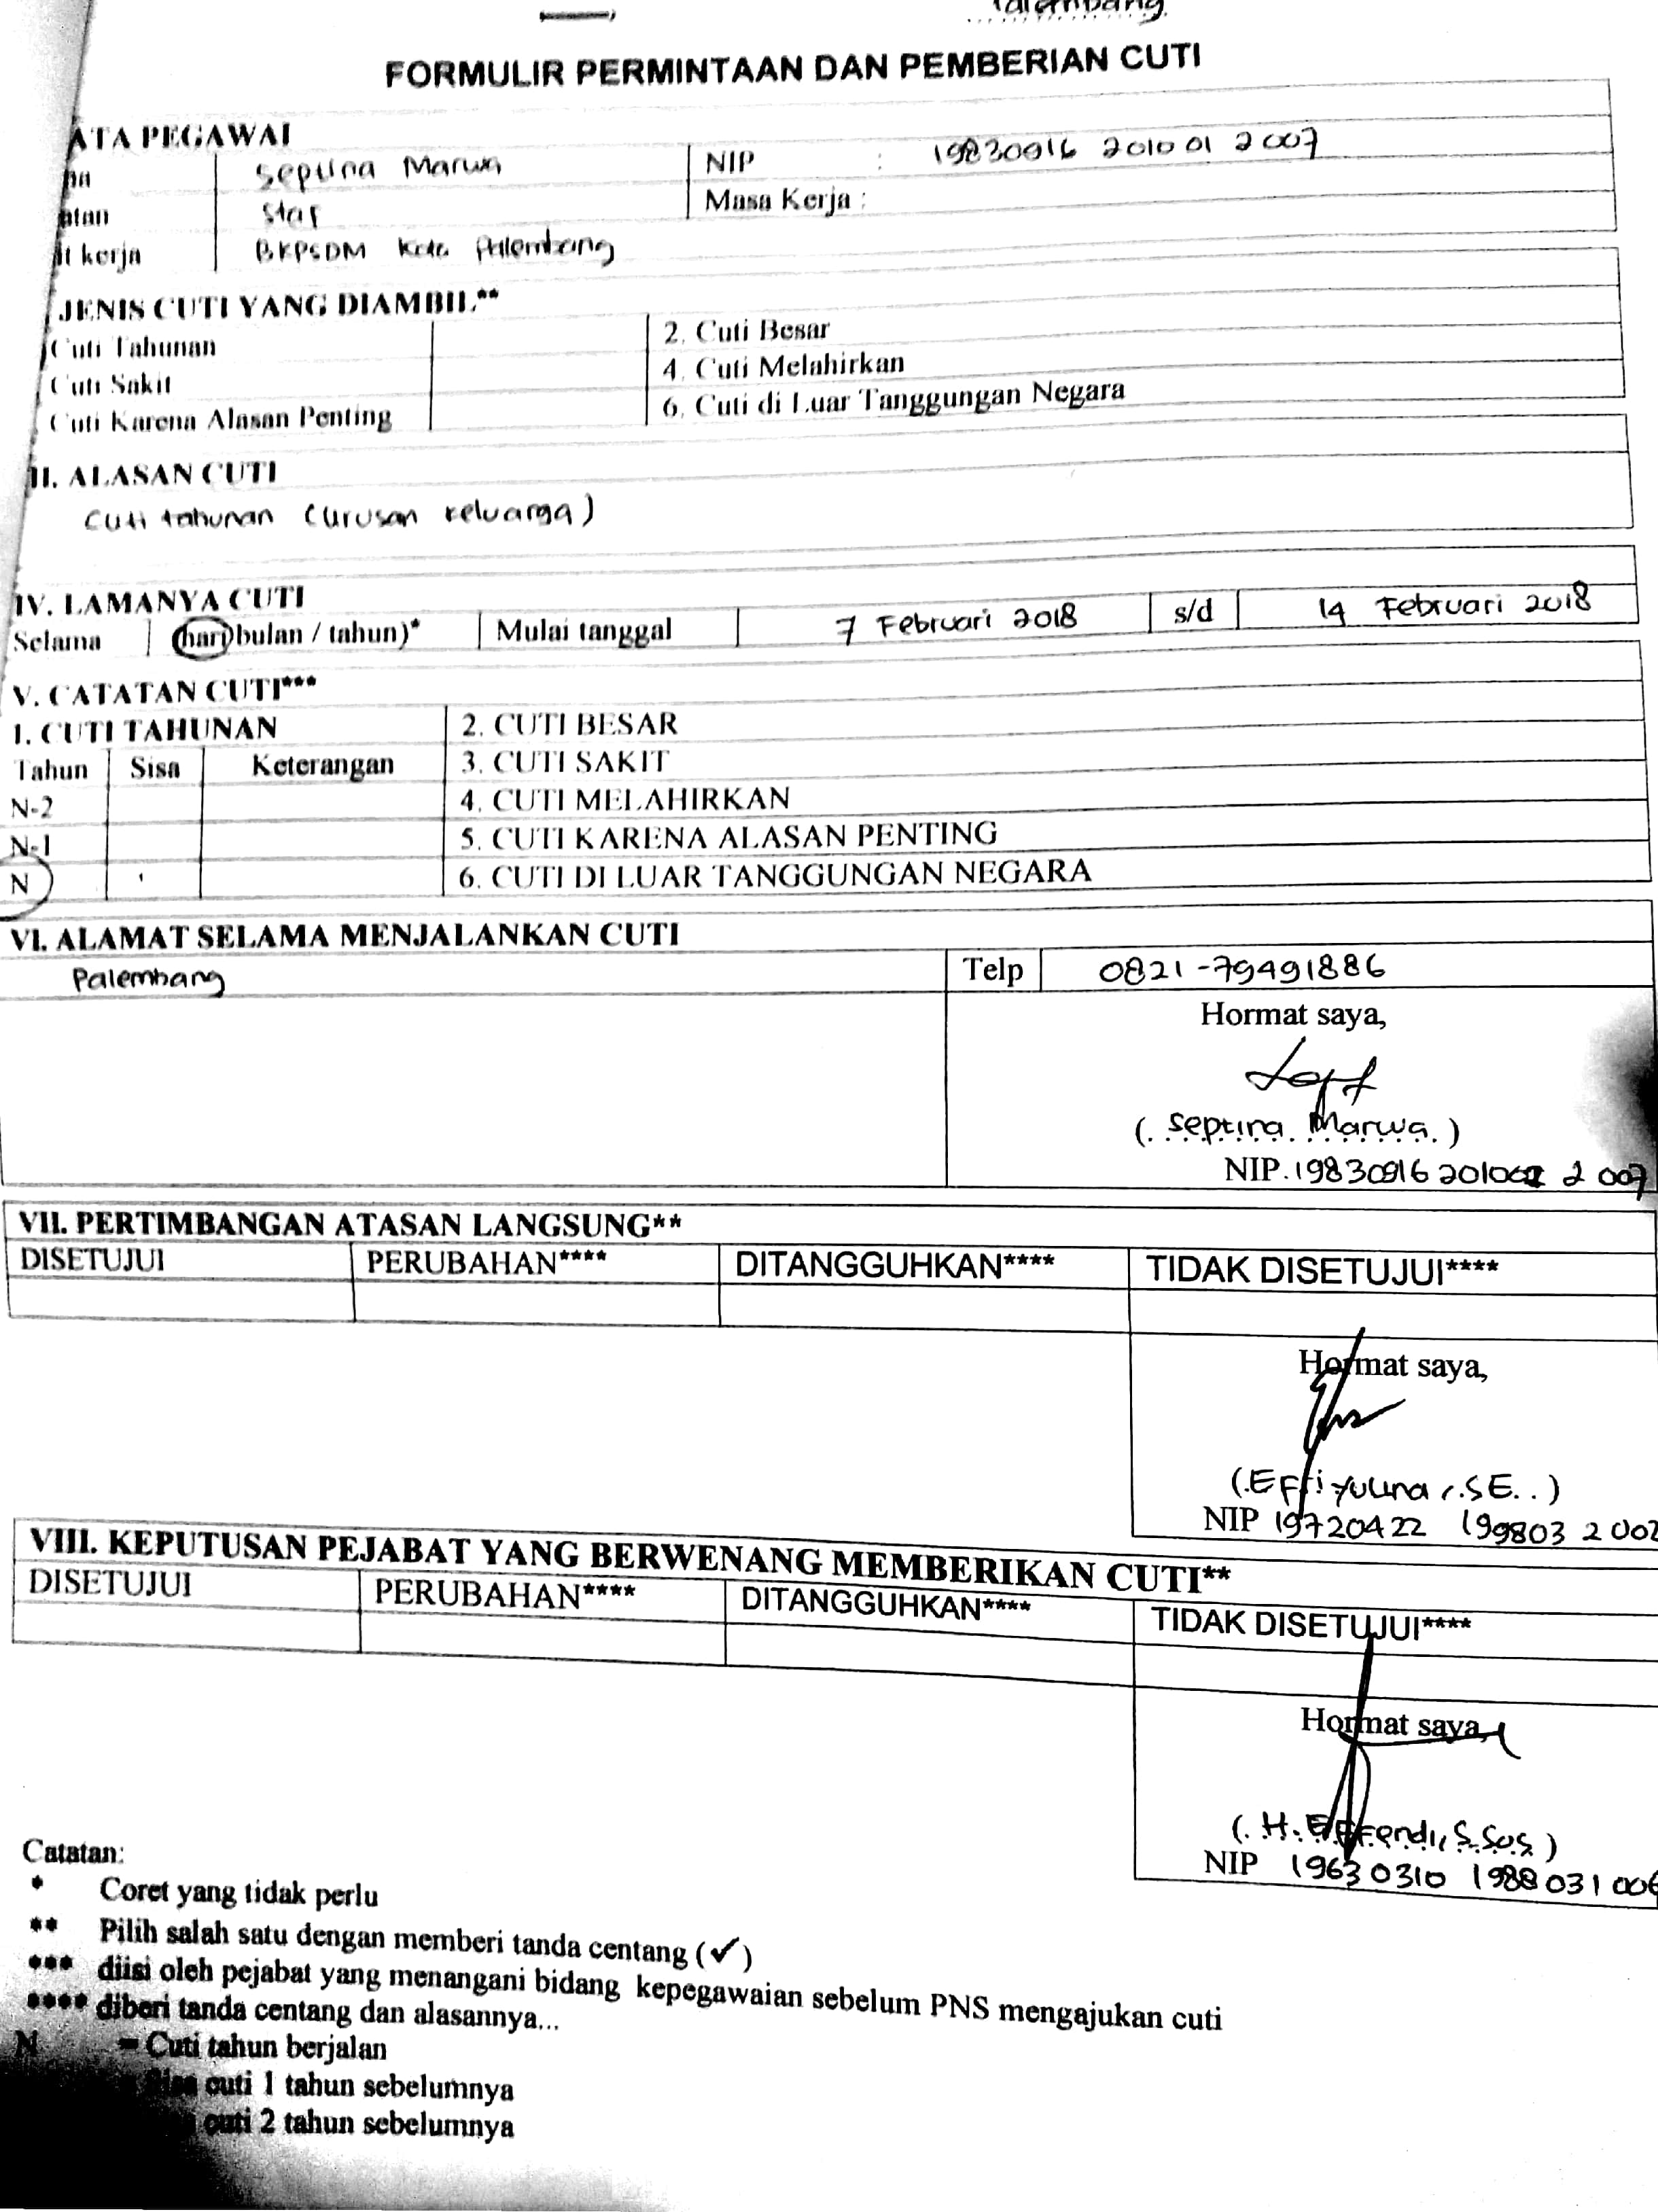 Palembang
FORMULIR PERMINTAAN DAN PEMBERIAN CUTI
ATA PEGAWAI
Septina Marwa NIP : 19830916 201001 2007
atan Staf Masa Kerja :
it kerja BKPSDM Kota Palembang
JENIS CUTI YANG DIAMBIL**
Cuti Tahunan 2. Cuti Besar
Cuti Sakit 4. Cuti Melahirkan
Cuti Karena Alasan Penting 6. Cuti di Luar Tanggungan Negara
II. ALASAN CUTI
Cuti tahunan (urusan keluarga)
IV. LAMANYA CUTI
Selama (hari) bulan / tahun)* Mulai tanggal 7 Februari 2018 s/d 14 Februari 2018
V. CATATAN CUTI***
1. CUTI TAHUNAN 2. CUTI BESAR
Tahun Sisa Keterangan 3. CUTI SAKIT
N-2 4. CUTI MELAHIRKAN
N-1 5. CUTI KARENA ALASAN PENTING
N 6. CUTI DI LUAR TANGGUNGAN NEGARA
VI. ALAMAT SELAMA MENJALANKAN CUTI
Palembang Telp 0821-79491886
Hormat saya,
(. Septina Marwa. )
NIP. 19830916 201001 2 007
VII. PERTIMBANGAN ATASAN LANGSUNG**
DISETUJUI PERUBAHAN**** DITANGGUHKAN**** TIDAK DISETUJUI****
Hormat saya,
(.Effi yulina, .SE. .)
NIP 19720422 199803 2 002
VIII. KEPUTUSAN PEJABAT YANG BERWENANG MEMBERIKAN CUTI**
DISETUJUI PERUBAHAN**** DITANGGUHKAN**** TIDAK DISETUJUI****
Hormat saya,
(. H. Effendi, S.Sos )
NIP 19630310 198803 1 006
Catatan:
* Coret yang tidak perlu
** Pilih salah satu dengan memberi tanda centang (✓)
*** diisi oleh pejabat yang menangani bidang kepegawaian sebelum PNS mengajukan cuti
**** diberi tanda centang dan alasannya...
N = Cuti tahun berjalan
Sisa cuti 1 tahun sebelumnya
cuti 2 tahun sebelumnya